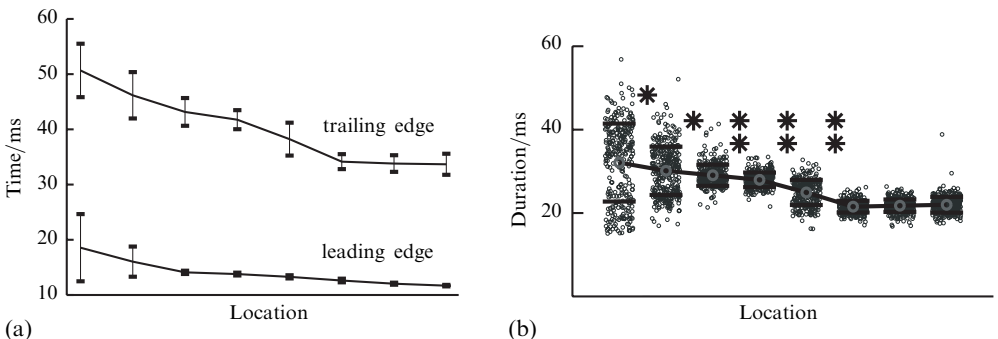 60
50
40
30
20
10
Time/ms
trailing edge
leading edge
Location
(a)
60
40
20
Duration/ms
Location
(b)